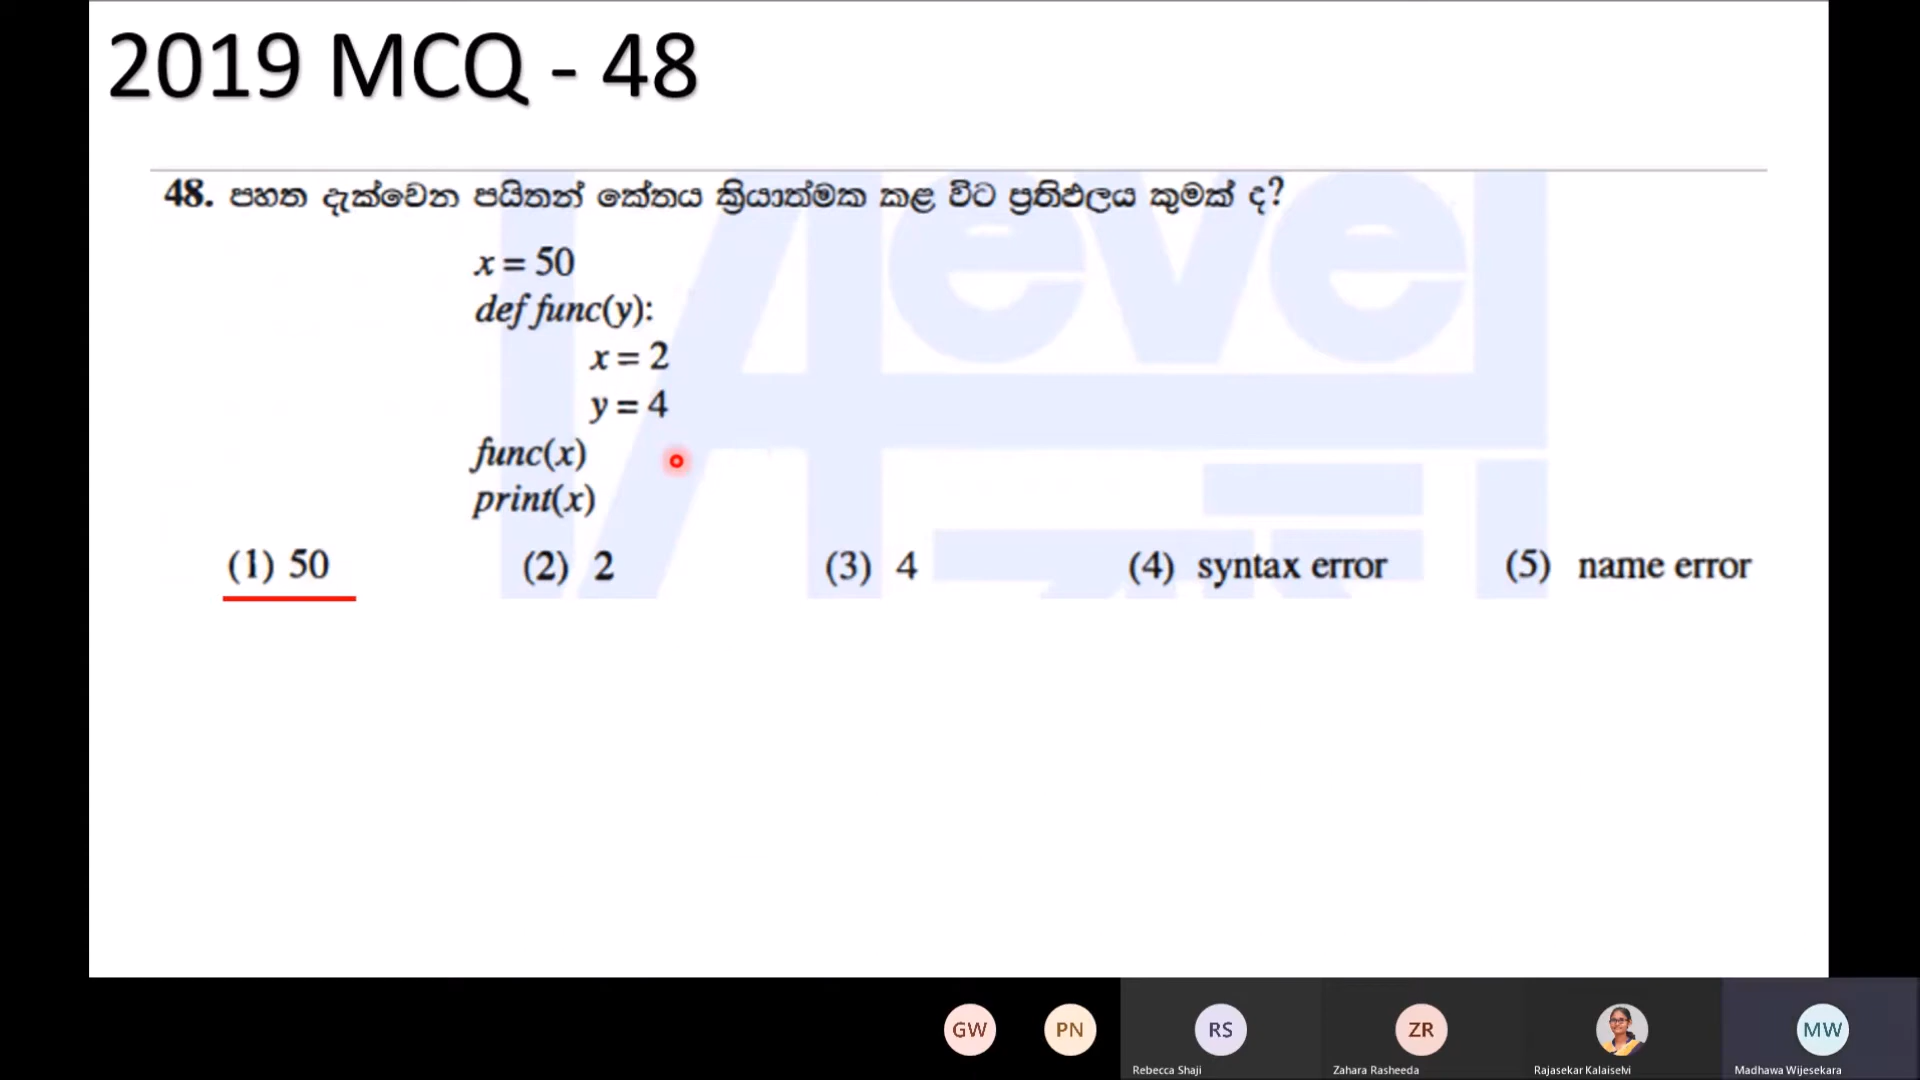 2019 MCQ - 48
48. පහත දැක්වෙන පයිතන් කේතය ක්‍රියාත්මක කළ විට ප්‍රතිඵලය කුමක් ද?
x = 50
def func(y):
x = 2
y = 4
func(x)
print(x)
(1) 50 (2) 2 (3) 4 (4) syntax error (5) name error
GW PN RS ZR MW
Rebecca Shaji Zahara Rasheeda Rajasekar Kalaiselvi Madhawa Wijesekara